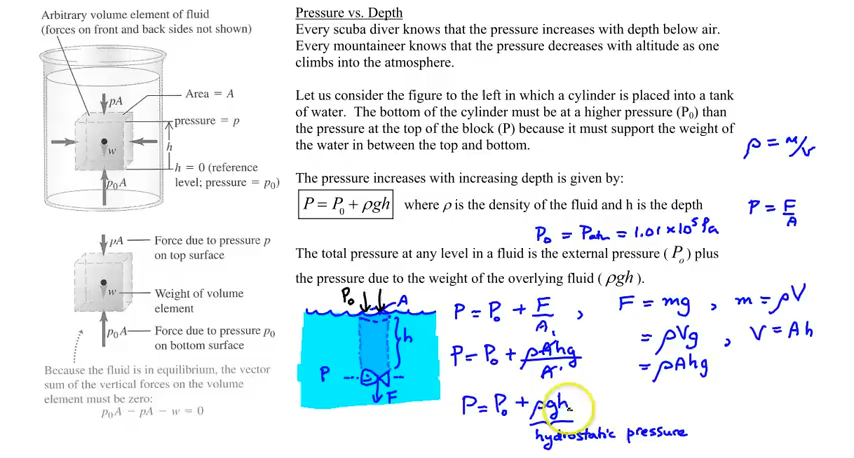 Arbitrary volume element of fluid
(forces on front and back sides not shown)
pA
Area = A
pressure = p
h
w
h = 0 (reference
level; pressure = p₀)
p₀A
pA
Force due to pressure p
on top surface
w
Weight of volume
element
p₀A
Force due to pressure p₀
on bottom surface
Because the fluid is in equilibrium, the vector
sum of the vertical forces on the volume
element must be zero:
p₀A − pA − w = 0
Pressure vs. Depth
Every scuba diver knows that the pressure increases with depth below air.
Every mountaineer knows that the pressure decreases with altitude as one
climbs into the atmosphere.
Let us consider the figure to the left in which a cylinder is placed into a tank
of water. The bottom of the cylinder must be at a higher pressure (P₀) than
the pressure at the top of the block (P) because it must support the weight of
the water in between the top and bottom.
ρ = m/v
The pressure increases with increasing depth is given by:
P = P₀ + ρgh where ρ is the density of the fluid and h is the depth
P = F/A
P₀ = Patm = 1.01 × 10⁵ Pa
The total pressure at any level in a fluid is the external pressure ( Pₒ ) plus
the pressure due to the weight of the overlying fluid ( ρgh ).
P₀
A
h
P
F
P = P₀ + F/A , F = mg , m = ρV
P = P₀ + ρAhg/A = ρVg , V = Ah
= ρAhg
P = P₀ + ρgh
hydrostatic pressure